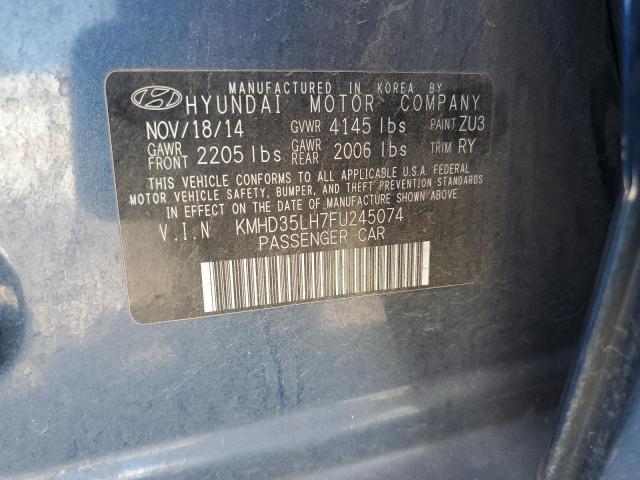 MANUFACTURED IN KOREA BY
HYUNDAI MOTOR COMPANY
NOV/18/14 GVWR 4145 lbs PAINT ZU3
GAWR FRONT 2205 lbs GAWR REAR 2006 lbs TRIM RY
THIS VEHICLE CONFORMS TO ALL APPLICABLE U.S.A. FEDERAL
MOTOR VEHICLE SAFETY, BUMPER, AND THEFT PREVENTION STANDARDS
IN EFFECT ON THE DATE OF MANUFACTURE SHOWN ABOVE.
V.I.N KMHD35LH7FU245074
PASSENGER CAR